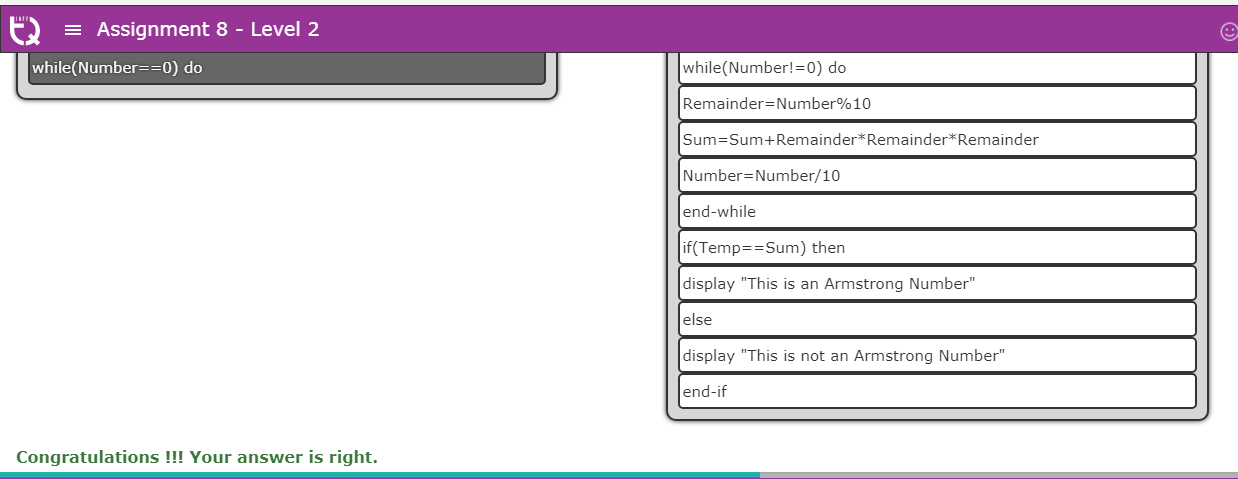 Assignment 8 - Level 2
while(Number==0) do
while(Number!=0) do
Remainder=Number%10
Sum=Sum+Remainder*Remainder*Remainder
Number=Number/10
end-while
if(Temp==Sum) then
display "This is an Armstrong Number"
else
display "This is not an Armstrong Number"
end-if
Congratulations !!! Your answer is right.